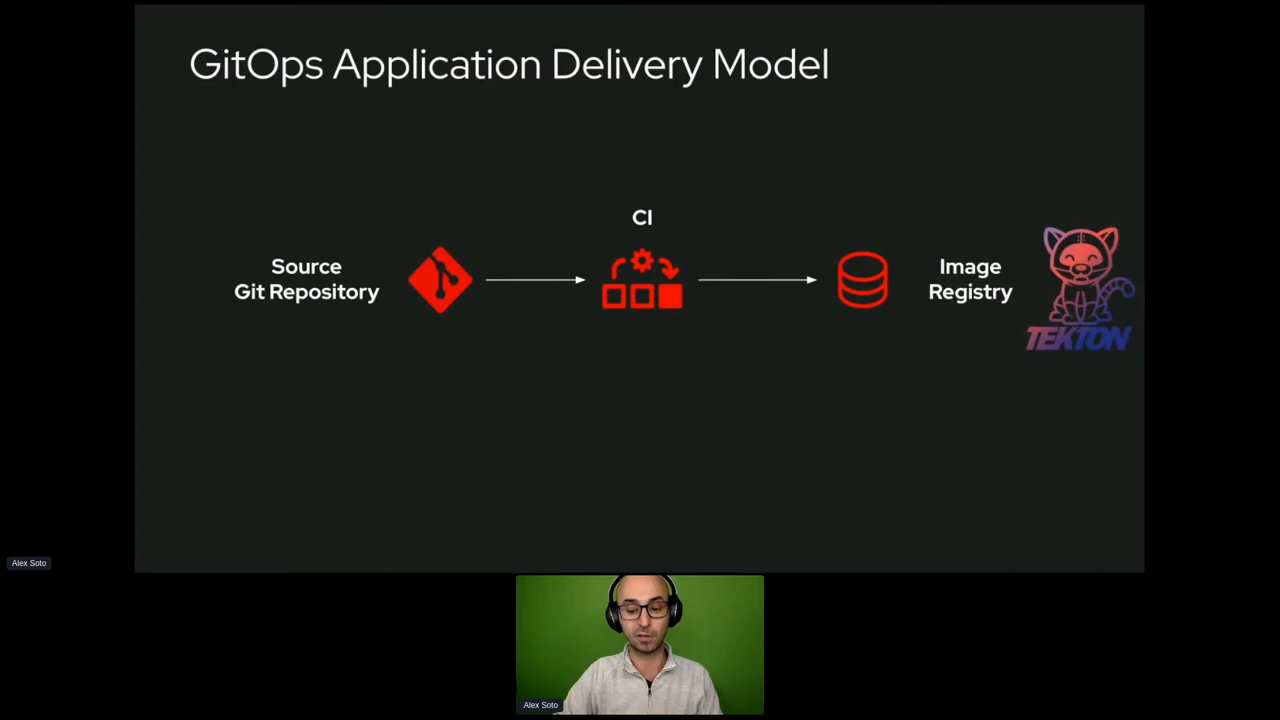 GitOps Application Delivery Model
CI
Source
Git Repository
Image
Registry
TEKTON
Alex Soto
Alex Soto